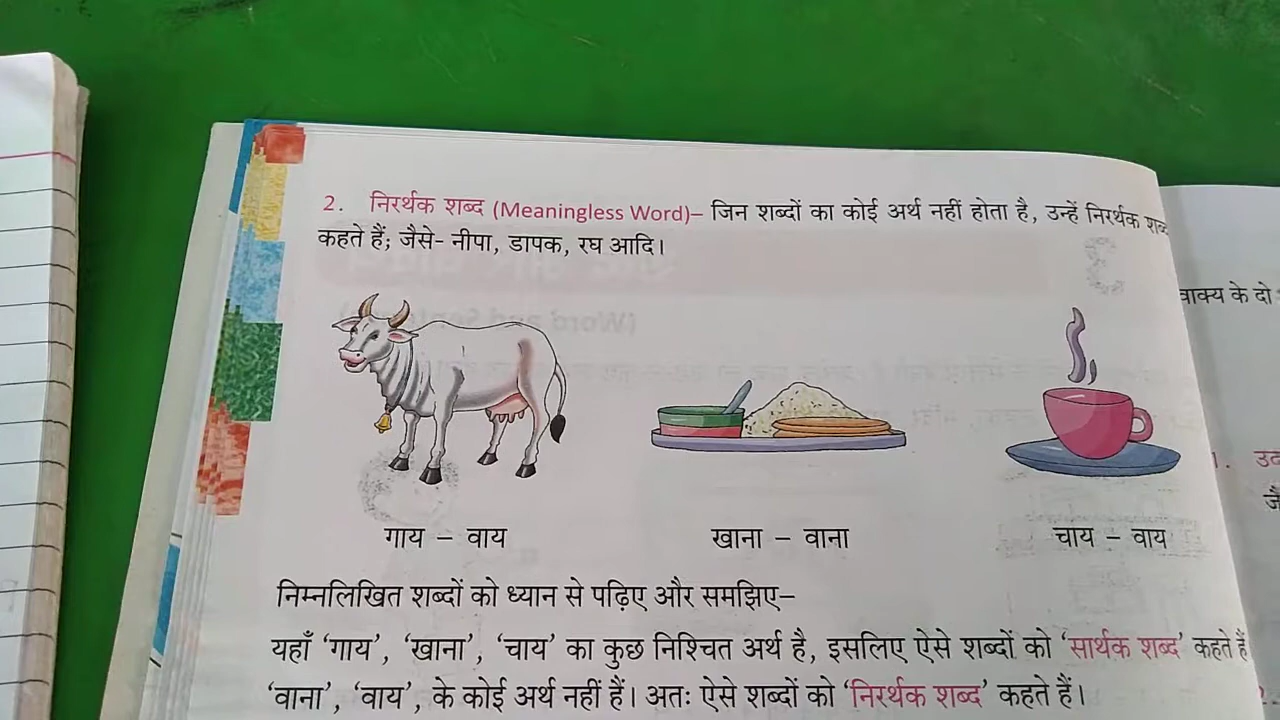 2. निरर्थक शब्द (Meaningless Word)– जिन शब्दों का कोई अर्थ नहीं होता है, उन्हें निरर्थक शब्द
कहते हैं; जैसे- नीपा, डापक, रघ आदि।
गाय – वाय
खाना – वाना
चाय – वाय
निम्नलिखित शब्दों को ध्यान से पढ़िए और समझिए–
यहाँ ‘गाय’, ‘खाना’, ‘चाय’ का कुछ निश्चित अर्थ है, इसलिए ऐसे शब्दों को ‘सार्थक शब्द’ कहते हैं
‘वाना’, ‘वाय’, के कोई अर्थ नहीं हैं। अतः ऐसे शब्दों को ‘निरर्थक शब्द’ कहते हैं।
वाक्य के दो
1.